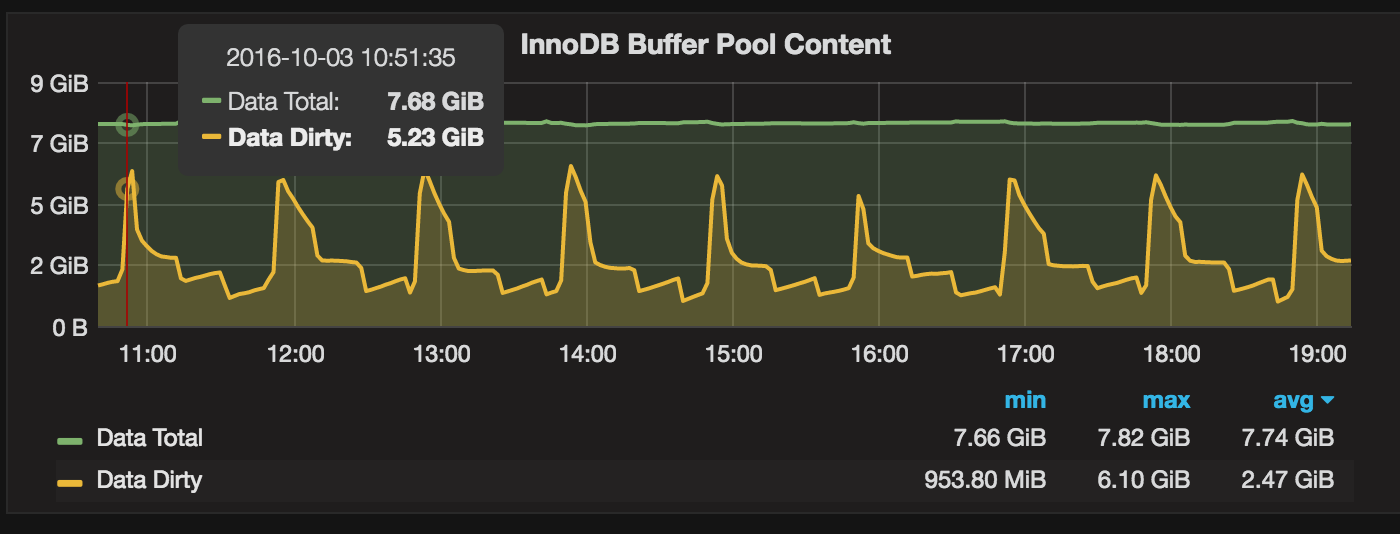 2016-10-03 10:51:35
Data Total: 7.68 GiB
Data Dirty: 5.23 GiB
InnoDB Buffer Pool Content
9 GiB
7 GiB
5 GiB
2 GiB
0 B
11:00 12:00 13:00 14:00 15:00 16:00 17:00 18:00 19:00
min max avg
Data Total 7.66 GiB 7.82 GiB 7.74 GiB
Data Dirty 953.80 MiB 6.10 GiB 2.47 GiB